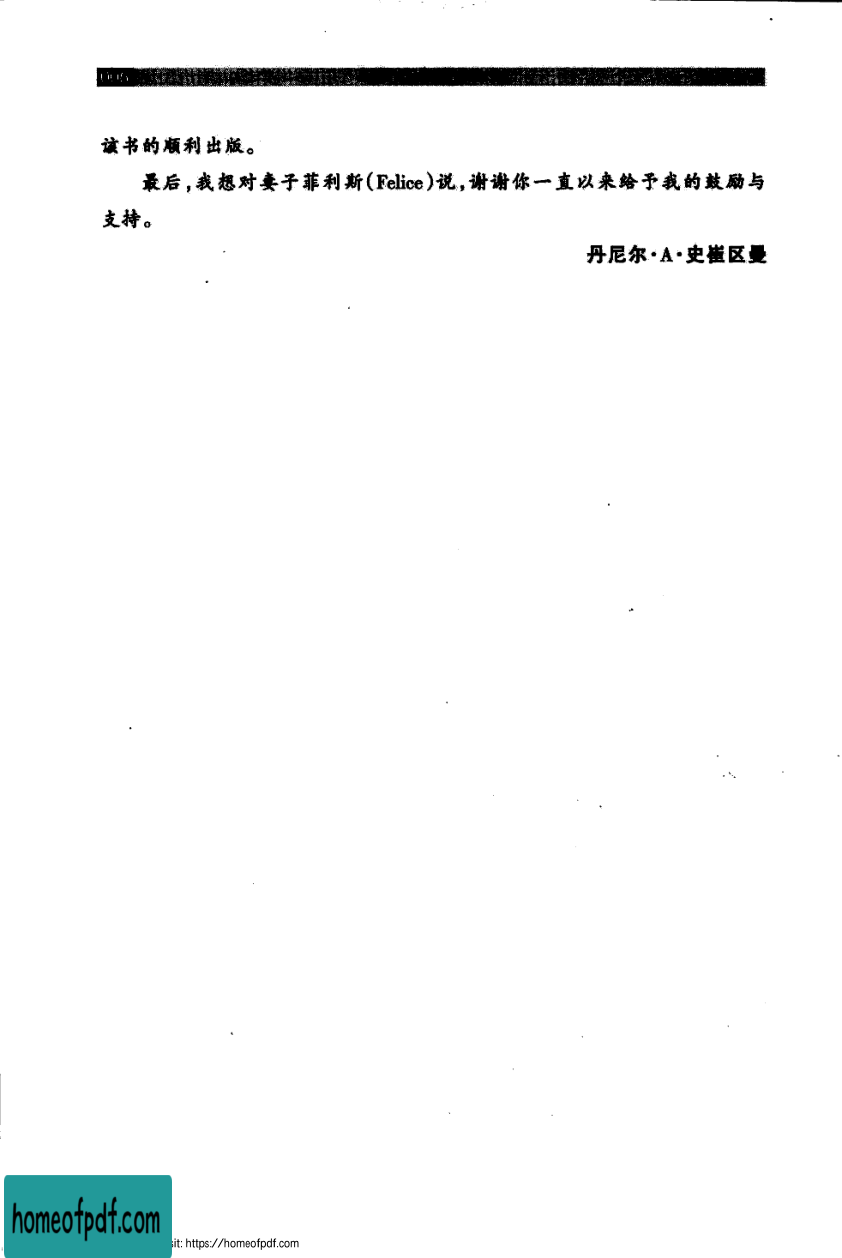 006
该书的顺利出版。
最后，我想对妻子菲利斯(Felice)说，谢谢你一直以来给予我的鼓励与
支持。
丹尼尔·A·史崔区曼
homeofpdf.com
sit: https://homeofpdf.com